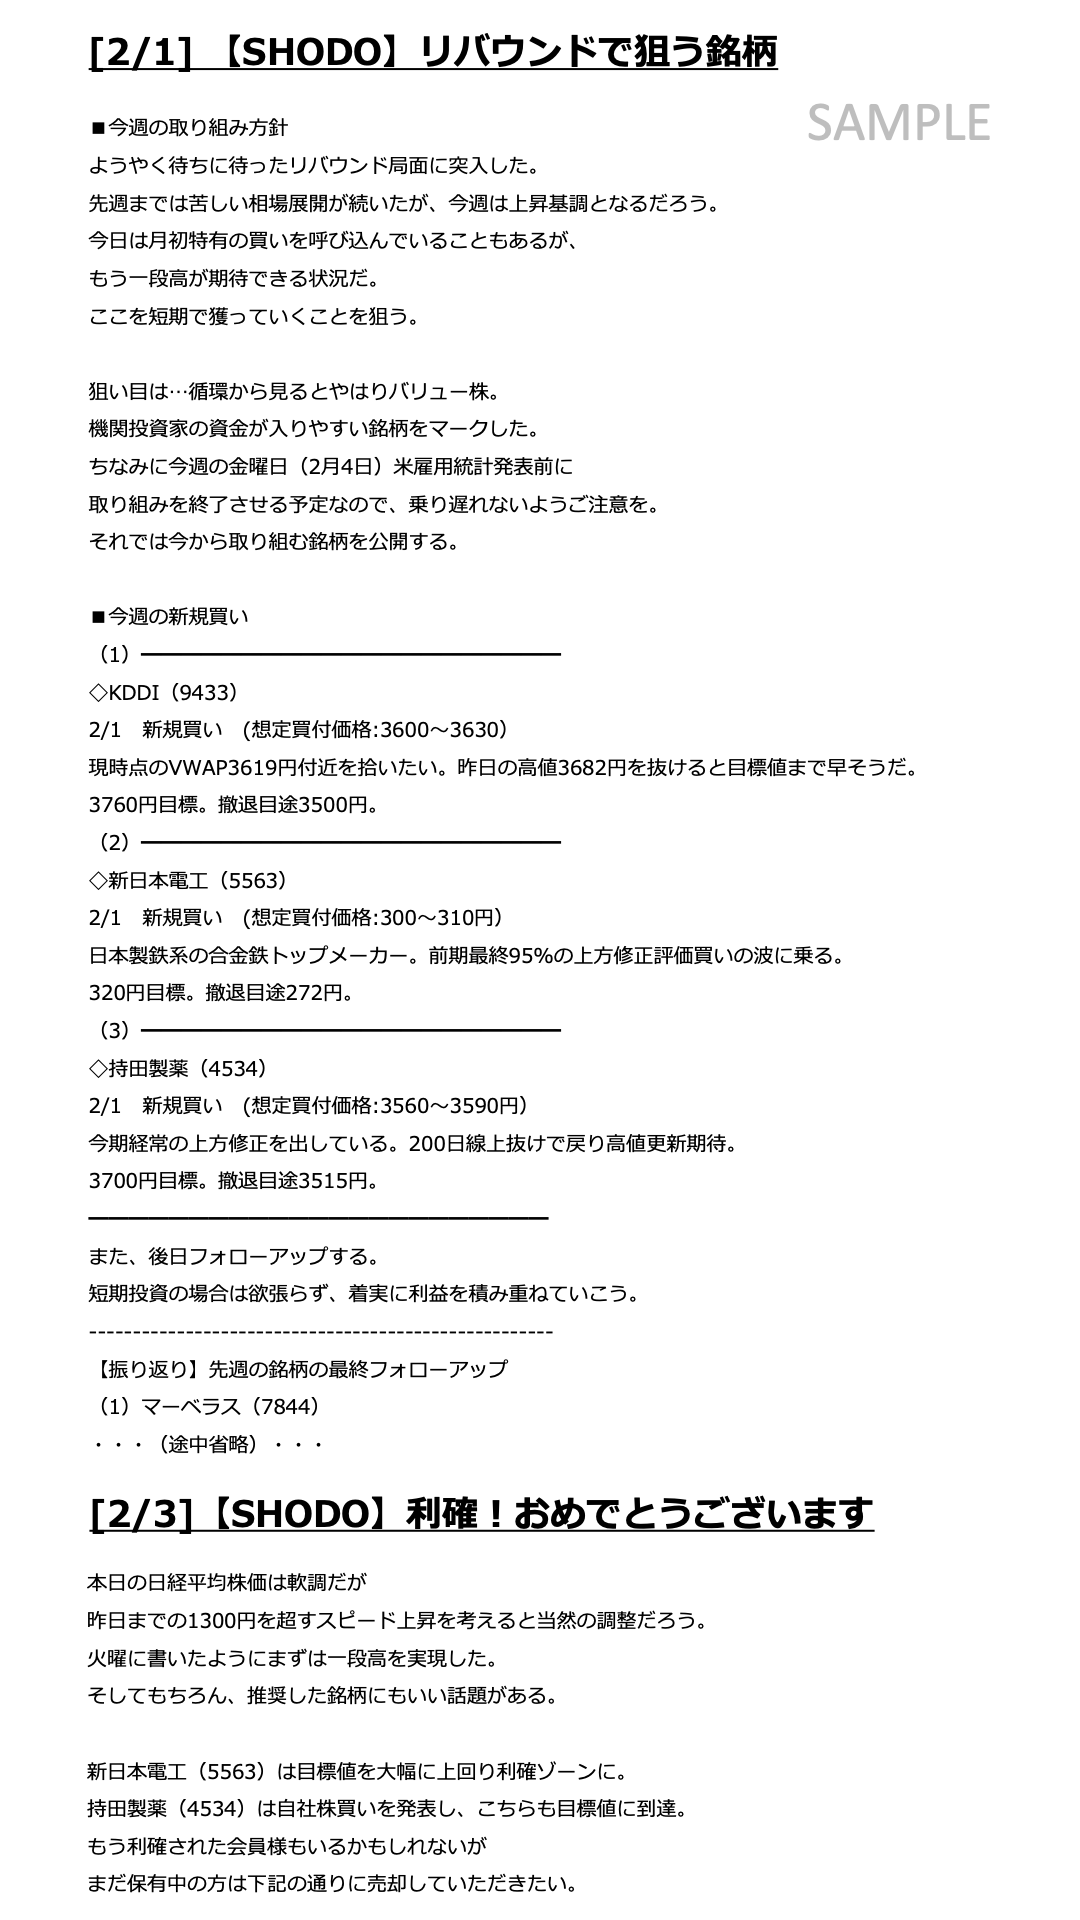 [2/1] 【SHODO】リバウンドで狙う銘柄
SAMPLE
■今週の取り組み方針
ようやく待ちに待ったリバウンド局面に突入した。
先週までは苦しい相場展開が続いたが、今週は上昇基調となるだろう。
今日は月初特有の買いを呼び込んでいることもあるが、
もう一段高が期待できる状況だ。
ここを短期で獲っていくことを狙う。
狙い目は…循環から見るとやはりバリュー株。
機関投資家の資金が入りやすい銘柄をマークした。
ちなみに今週の金曜日（2月4日）米雇用統計発表前に
取り組みを終了させる予定なので、乗り遅れないようご注意を。
それでは今から取り組む銘柄を公開する。
■今週の新規買い
（1）━━━━━━━━━━━━━━━━━━━━━
◇KDDI（9433）
2/1　新規買い　(想定買付価格:3600～3630）
現時点のVWAP3619円付近を拾いたい。昨日の高値3682円を抜けると目標値まで早そうだ。
3760円目標。撤退目途3500円。
（2）━━━━━━━━━━━━━━━━━━━━━
◇新日本電工（5563）
2/1　新規買い　(想定買付価格:300～310円）
日本製鉄系の合金鉄トップメーカー。前期最終95%の上方修正評価買いの波に乗る。
320円目標。撤退目途272円。
（3）━━━━━━━━━━━━━━━━━━━━━
◇持田製薬（4534）
2/1　新規買い　(想定買付価格:3560～3590円）
今期経常の上方修正を出している。200日線上抜けで戻り高値更新期待。
3700円目標。撤退目途3515円。
━━━━━━━━━━━━━━━━━━━━━━━
また、後日フォローアップする。
短期投資の場合は欲張らず、着実に利益を積み重ねていこう。
-----------------------------------------------------
【振り返り】先週の銘柄の最終フォローアップ
（1）マーベラス（7844）
・・・（途中省略）・・・
[2/3]【SHODO】利確！おめでとうございます
本日の日経平均株価は軟調だが
昨日までの1300円を超すスピード上昇を考えると当然の調整だろう。
火曜に書いたようにまずは一段高を実現した。
そしてもちろん、推奨した銘柄にもいい話題がある。
新日本電工（5563）は目標値を大幅に上回り利確ゾーンに。
持田製薬（4534）は自社株買いを発表し、こちらも目標値に到達。
もう利確された会員様もいるかもしれないが
まだ保有中の方は下記の通りに売却していただきたい。